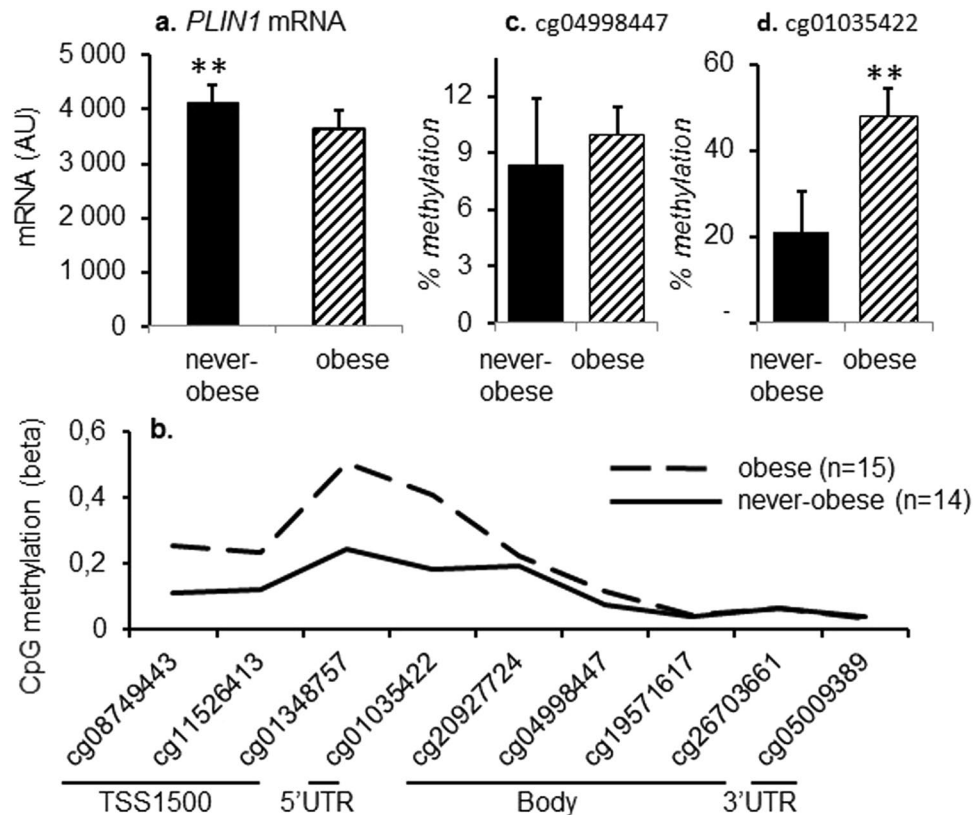 a. PLIN1 mRNA
mRNA (AU)
5 000
4 000
3 000
2 000
1 000
0
**
never-
obese
obese
c. cg04998447
% methylation
12
9
6
3
0
never-
obese
obese
d. cg01035422
% methylation
60
40
20
-
**
never-
obese
obese
b.
CpG methylation (beta)
0,6
0,4
0,2
0
obese (n=15)
never-obese (n=14)
cg08749443
cg11526413
cg01348757
cg01035422
cg20927724
cg04998447
cg19571617
cg26703661
cg05009389
TSS1500
5'UTR
Body
3'UTR